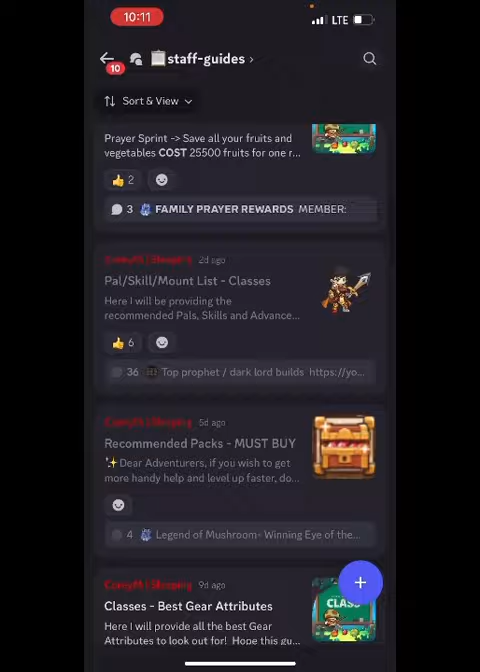 10:11
LTE
10
staff-guides
Sort & View
Prayer Sprint -> Save all your fruits and
vegetables COST 25500 fruits for one r...
2
3 FAMILY PRAYER REWARDS MEMBER:
2d ago
Pal/Skill/Mount List - Classes
Here I will be providing the
recommended Pals, Skills and Advance...
6
36 Top prophet / dark lord builds https://yo...
5d ago
Recommended Packs - MUST BUY
Dear Adventurers, if you wish to get
more handy help and level up faster, do...
4 Legend of Mushroom- Winning Eye of the...
9d ago
Classes - Best Gear Attributes
CLASS
Here I will provide all the best Gear
Attributes to look out for! Hope this gu...